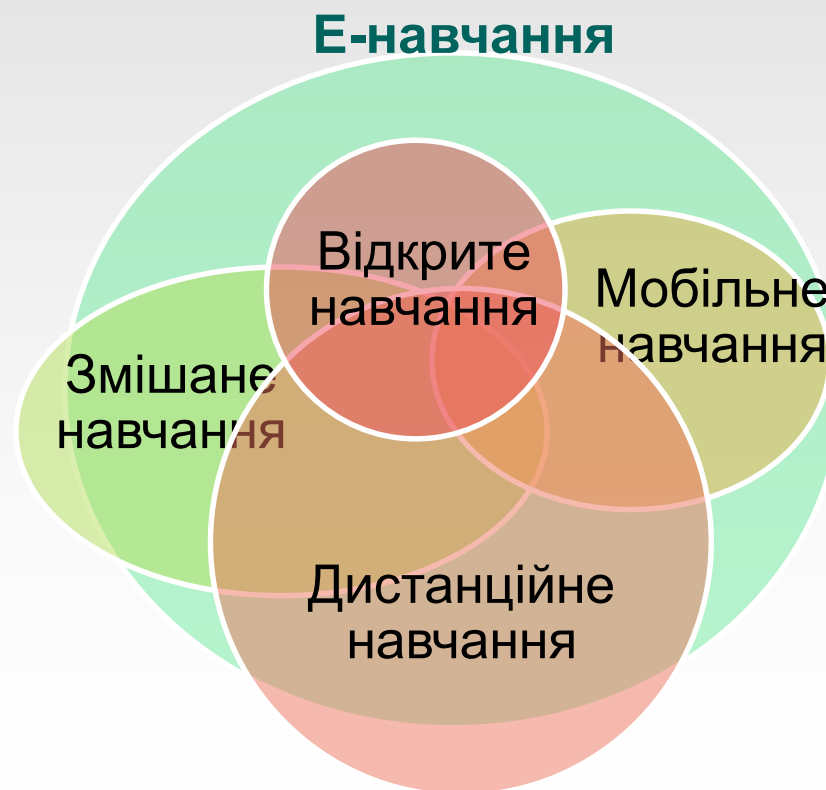 Е-навчання
Відкрите
навчання
Мобільне
навчання
Змішане
навчання
Дистанційне
навчання